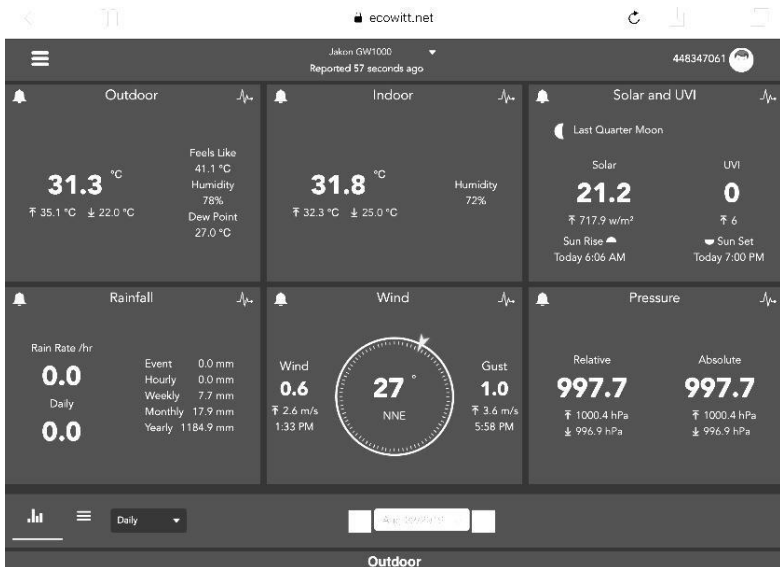 ecowitt.net
Jakon GW1000
Reported 57 seconds ago
448347061
Outdoor
31.3 °C
35.1 °C 22.0 °C
Feels Like
41.1 °C
Humidity
78%
Dew Point
27.0 °C
Indoor
31.8 °C
32.3 °C 25.0 °C
Humidity
72%
Solar and UVI
Last Quarter Moon
Solar
21.2
717.9 w/m²
UVI
0
6
Sun Rise
Today 6:06 AM
Sun Set
Today 7:00 PM
Rainfall
Rain Rate /hr
0.0
Daily
0.0
Event 0.0 mm
Hourly 0.0 mm
Weekly 7.7 mm
Monthly 17.9 mm
Yearly 1184.9 mm
Wind
Wind
0.6
2.6 m/s
1:33 PM
27 °
NNE
Gust
1.0
3.6 m/s
5:58 PM
Pressure
Relative
997.7
1000.4 hPa
996.9 hPa
Absolute
997.7
1000.4 hPa
996.9 hPa
Daily
Outdoor